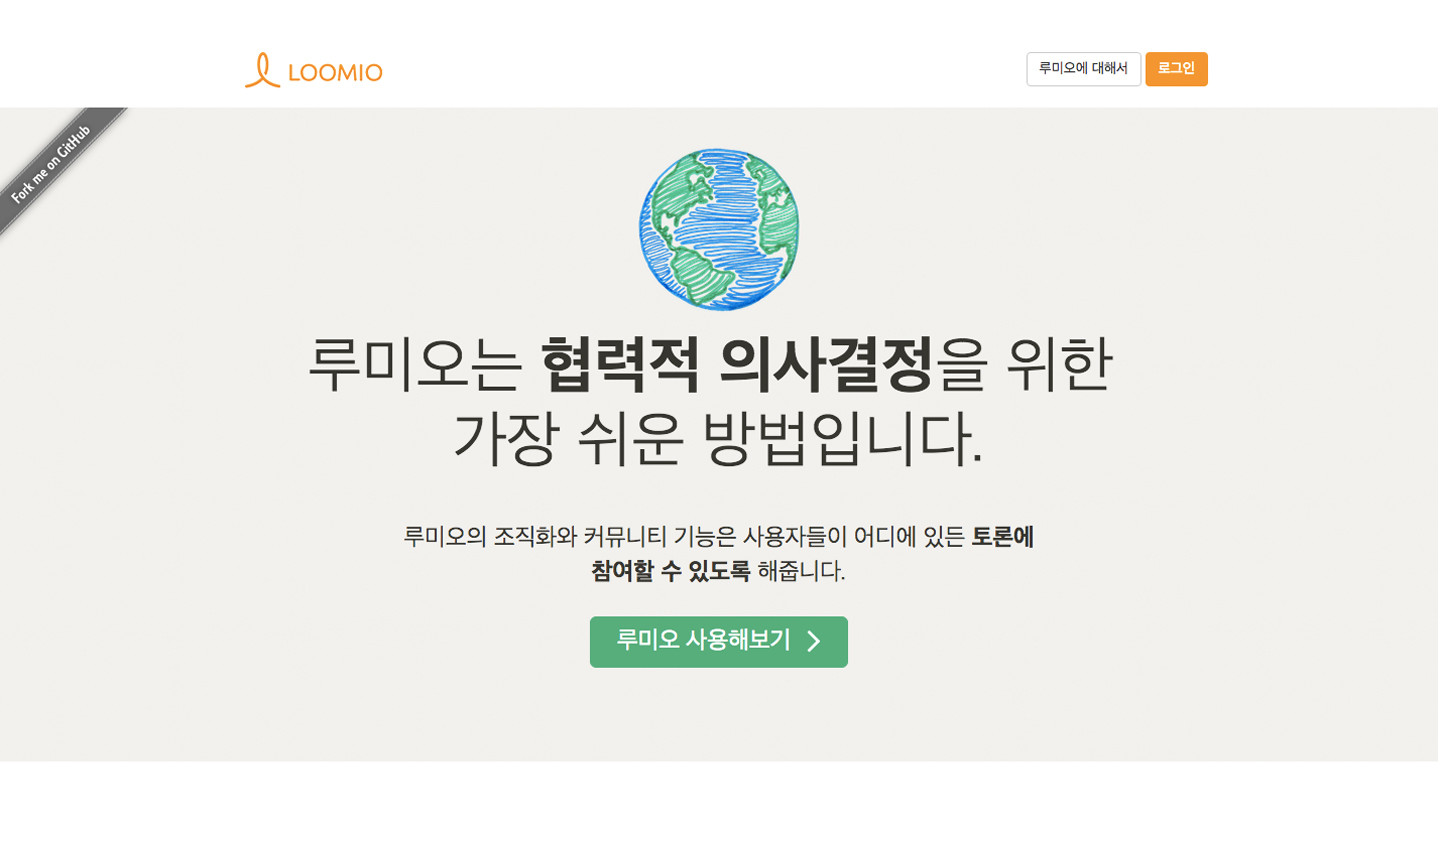 LOOMIO
루미오에 대해서
로그인
Fork me on GitHub
루미오는 협력적 의사결정을 위한
가장 쉬운 방법입니다.
루미오의 조직화와 커뮤니티 기능은 사용자들이 어디에 있든 토론에
참여할 수 있도록 해줍니다.
루미오 사용해보기